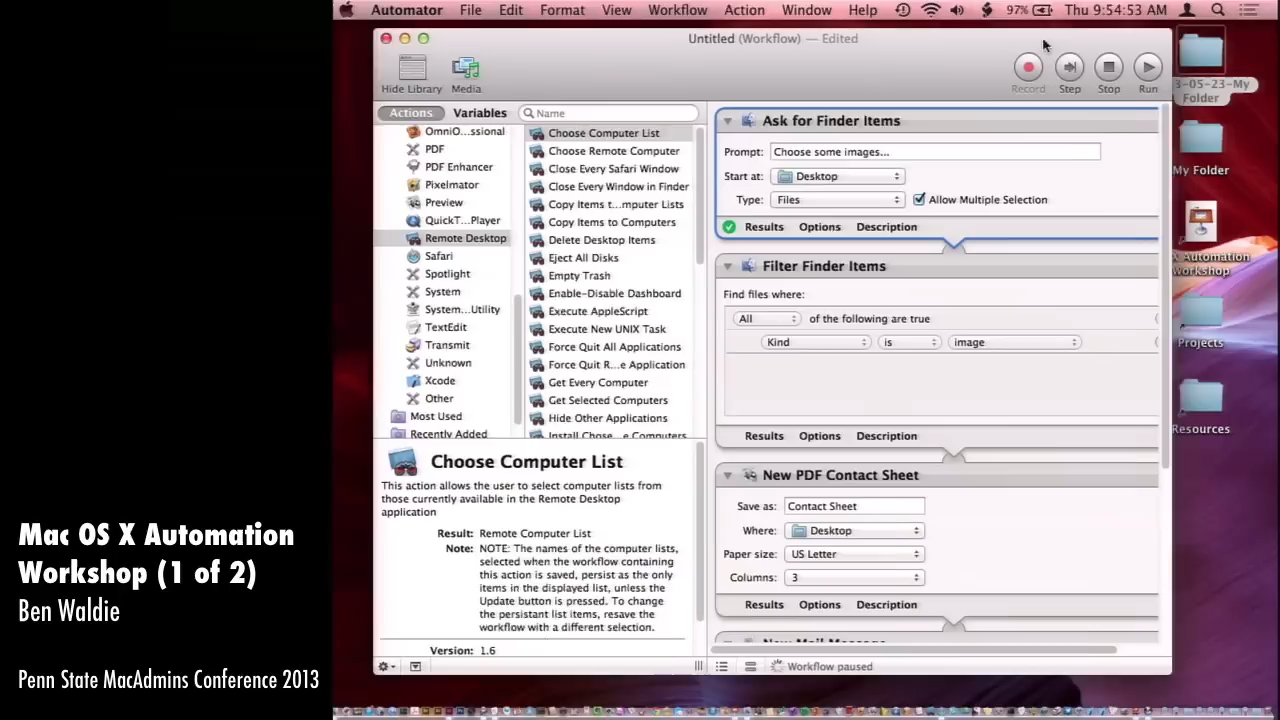 Automator File Edit Format View Workflow Action Window Help 97% Thu 9:54:53 AM
Untitled (Workflow) — Edited
Hide Library Media Record Step Stop Run
Actions Variables Name
OmniO...ssional
PDF
PDF Enhancer
Pixelmator
Preview
QuickT...Player
Remote Desktop
Safari
Spotlight
System
System...Utility
TextEdit
Transmit
Unknown
Xcode
Other
Most Used
Recently Added
Choose Computer List
Choose Remote Computer
Close Every Safari Window
Close Every Window in Finder
Copy Items t...mputer Lists
Copy Items to Computers
Delete Desktop Items
Eject All Disks
Empty Trash
Enable-Disable Dashboard
Execute AppleScript
Execute New UNIX Task
Force Quit All Applications
Force Quit R...e Application
Get Every Computer
Get Selected Computers
Hide Other Applications
Install Chose...e Computers
Choose Computer List
This action allows the user to select computer lists from
those currently available in the Remote Desktop
application
Result: Remote Computer List
Note: NOTE: The names of the computer lists,
selected when the workflow containing
this action is saved, persist as the only
items in the displayed list, unless the
Update button is pressed. To change
the persistant list items, resave the
workflow with a different selection.
Version: 1.6
Ask for Finder Items
Prompt: Choose some images...
Start at: Desktop
Type: Files Allow Multiple Selection
Results Options Description
Filter Finder Items
Find files where:
All of the following are true
Kind is image
Results Options Description
New PDF Contact Sheet
Save as: Contact Sheet
Where: Desktop
Paper size: US Letter
Columns: 3
Results Options Description
New Mail Message
Workflow paused
3-05-23-My
Folder
My Folder
X Automation
Workshop
Projects
Resources
Mac OS X Automation
Workshop (1 of 2)
Ben Waldie
Penn State MacAdmins Conference 2013